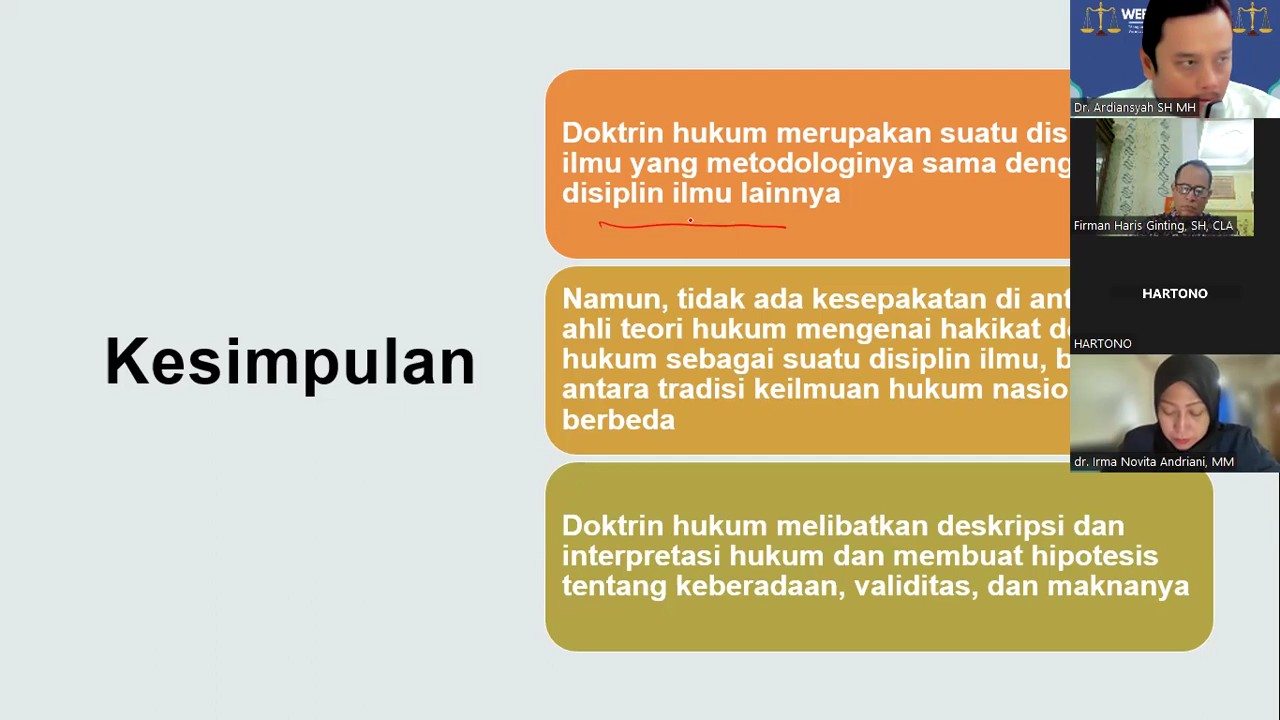 Kesimpulan
Doktrin hukum merupakan suatu dis
ilmu yang metodologinya sama deng
disiplin ilmu lainnya
Namun, tidak ada kesepakatan di ant
ahli teori hukum mengenai hakikat d
hukum sebagai suatu disiplin ilmu, b
antara tradisi keilmuan hukum nasio
berbeda
Doktrin hukum melibatkan deskripsi dan
interpretasi hukum dan membuat hipotesis
tentang keberadaan, validitas, dan maknanya
WE
Dr. Ardiansyah SH MH
Firman Haris Ginting, SH, CLA
HARTONO
HARTONO
dr. Irma Novita Andriani, MM